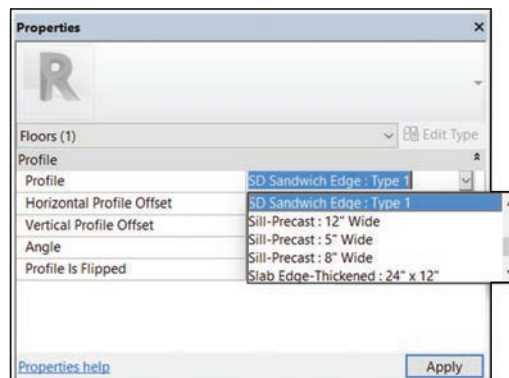 Properties
R
Floors (1)
Edit Type
Profile
Profile SD Sandwich Edge : Type 1
Horizontal Profile Offset SD Sandwich Edge : Type 1
Vertical Profile Offset Sill-Precast : 12" Wide
Sill-Precast : 5" Wide
Angle Sill-Precast : 8" Wide
Profile Is Flipped Slab Edge-Thickened : 24" x 12"
Properties help Apply